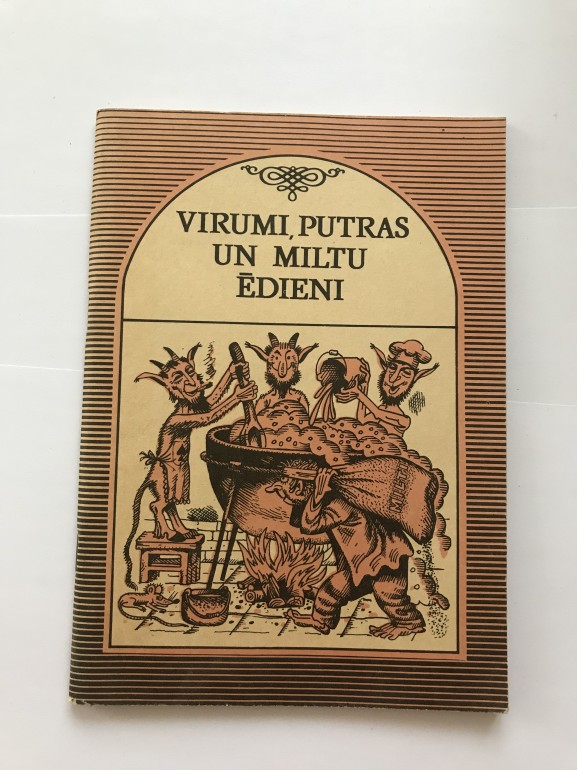 VIRUMI, PUTRAS
UN MILTU
ĒDIENI